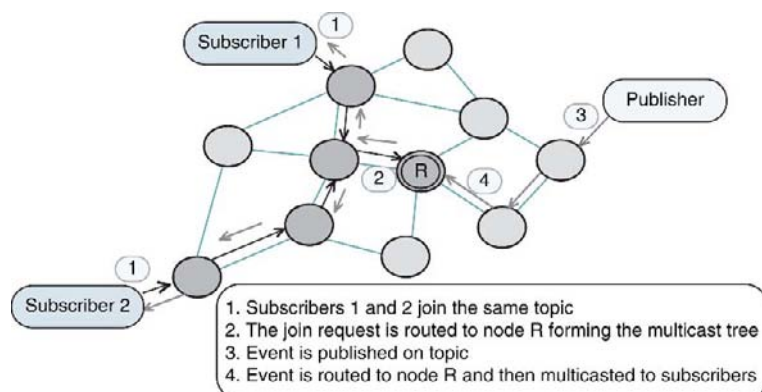 1
Subscriber 1
3
Publisher
2
R
4
1
Subscriber 2
1. Subscribers 1 and 2 join the same topic
2. The join request is routed to node R forming the multicast tree
3. Event is published on topic
4. Event is routed to node R and then multicasted to subscribers